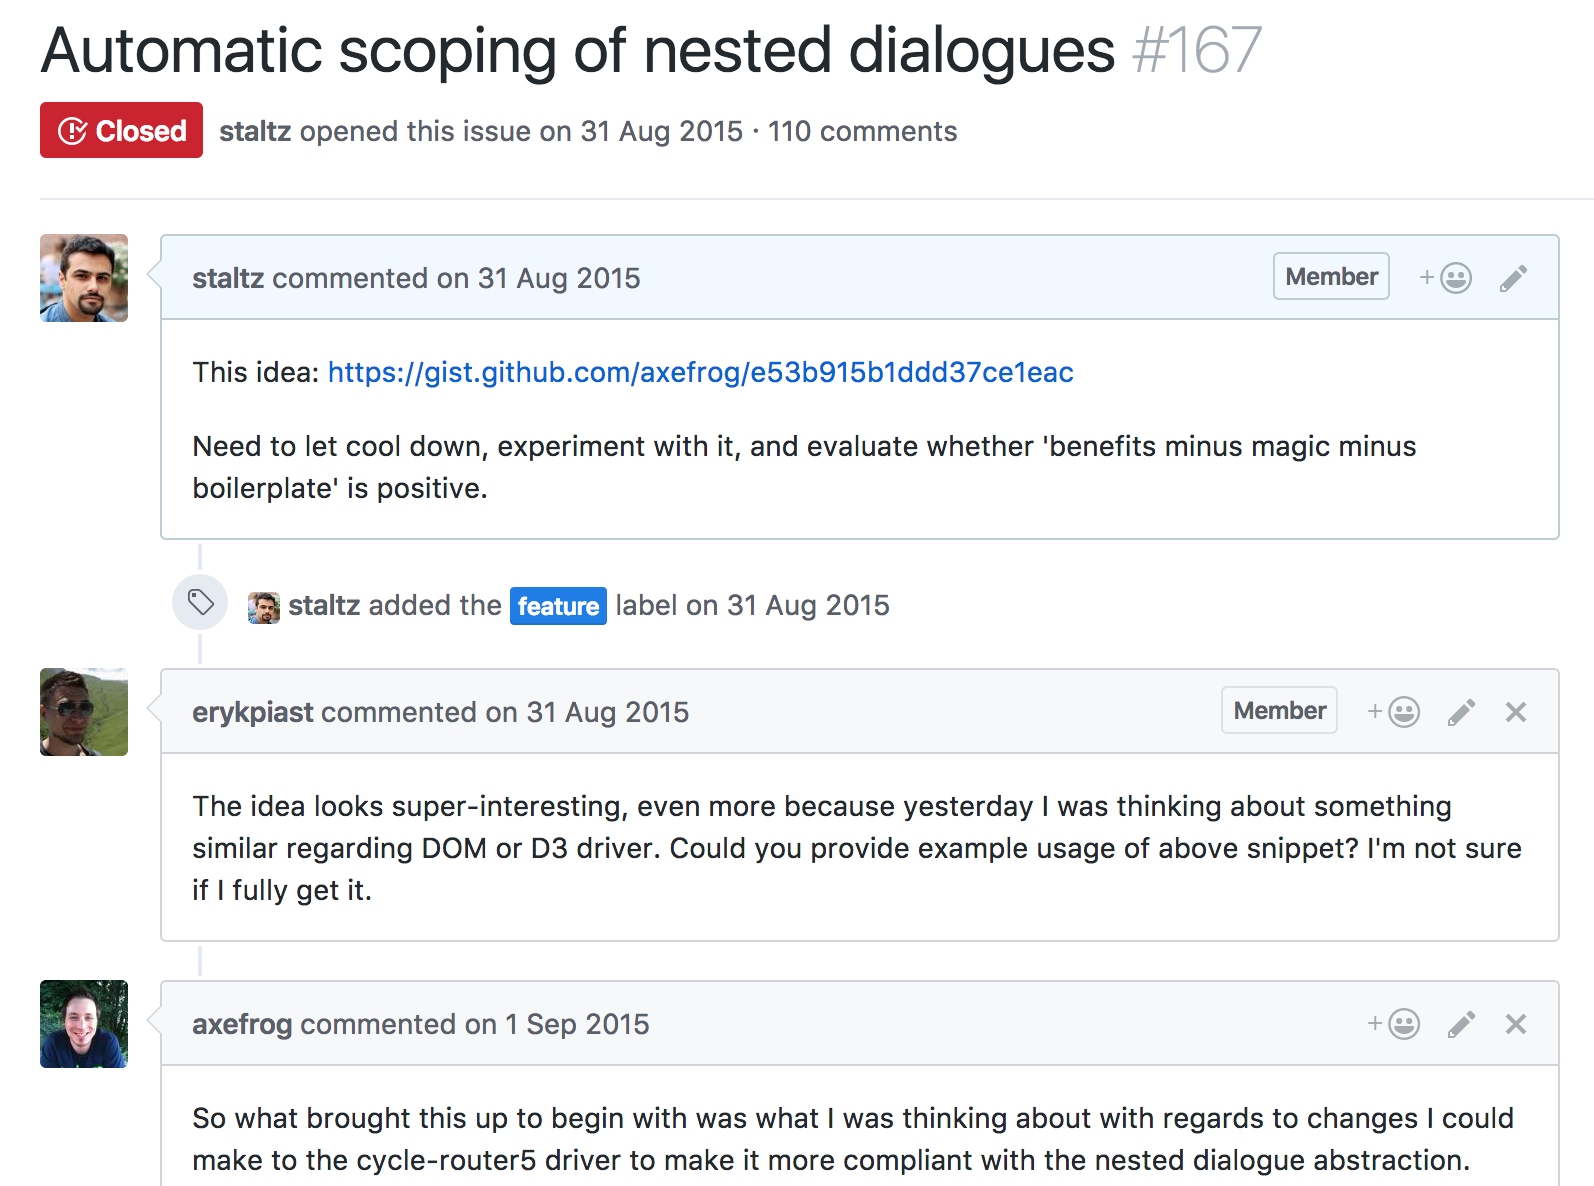 Automatic scoping of nested dialogues #167
Closed staltz opened this issue on 31 Aug 2015 · 110 comments
staltz commented on 31 Aug 2015 Member
This idea: https://gist.github.com/axefrog/e53b915b1ddd37ce1eac
Need to let cool down, experiment with it, and evaluate whether 'benefits minus magic minus
boilerplate' is positive.
staltz added the feature label on 31 Aug 2015
erykpiast commented on 31 Aug 2015 Member
The idea looks super-interesting, even more because yesterday I was thinking about something
similar regarding DOM or D3 driver. Could you provide example usage of above snippet? I'm not sure
if I fully get it.
axefrog commented on 1 Sep 2015
So what brought this up to begin with was what I was thinking about with regards to changes I could
make to the cycle-router5 driver to make it more compliant with the nested dialogue abstraction.